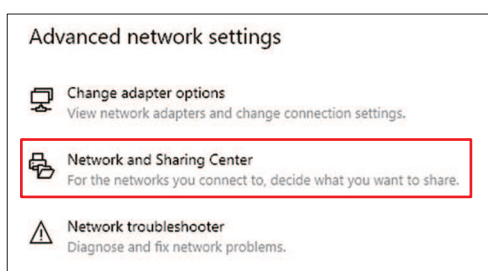 Advanced network settings
Change adapter options
View network adapters and change connection settings.
Network and Sharing Center
For the networks you connect to, decide what you want to share.
Network troubleshooter
Diagnose and fix network problems.